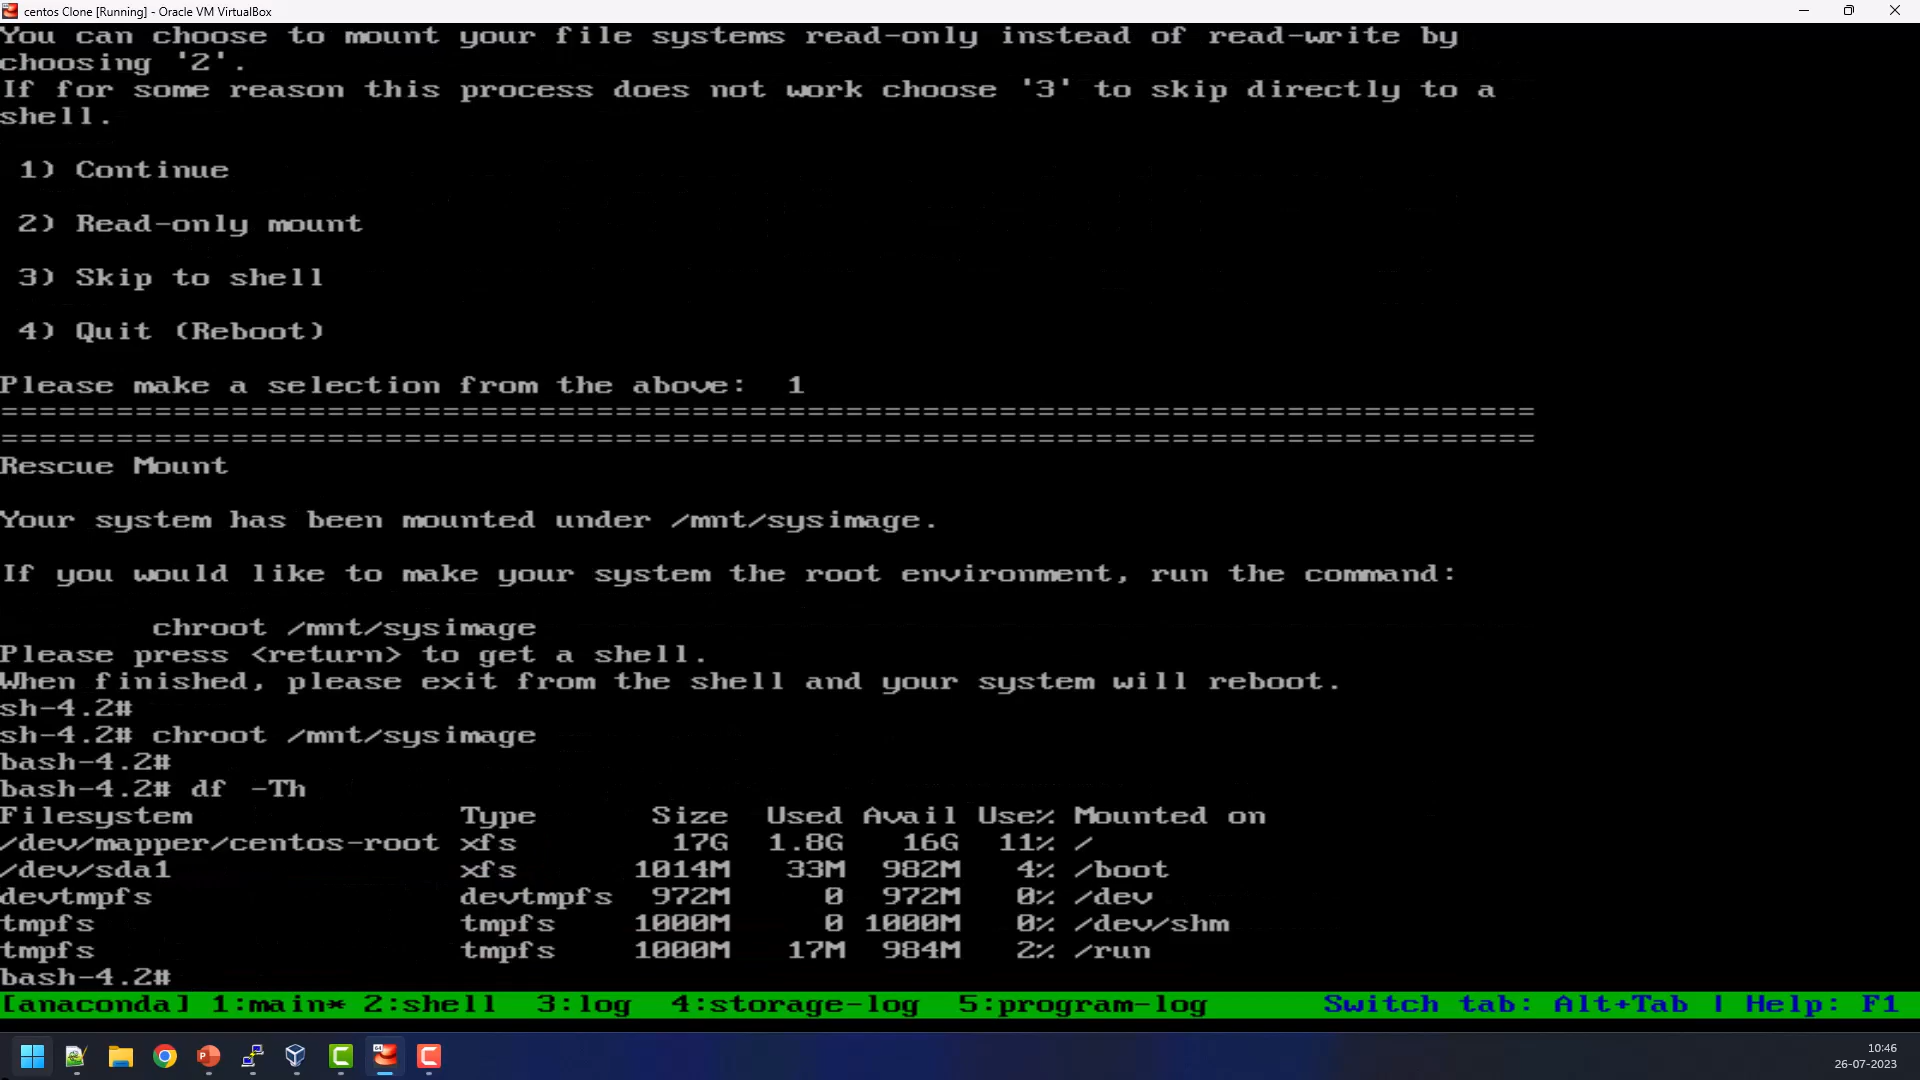 centos Clone [Running] - Oracle VM VirtualBox
You can choose to mount your file systems read-only instead of read-write by
choosing '2'.
If for some reason this process does not work choose '3' to skip directly to a
shell.
1) Continue
2) Read-only mount
3) Skip to shell
4) Quit (Reboot)
Please make a selection from the above:  1
================================================================================
================================================================================
Rescue Mount
Your system has been mounted under /mnt/sysimage.
If you would like to make your system the root environment, run the command:
chroot /mnt/sysimage
Please press <return> to get a shell.
When finished, please exit from the shell and your system will reboot.
sh-4.2#
sh-4.2# chroot /mnt/sysimage
bash-4.2#
bash-4.2# df -Th
Filesystem              Type      Size  Used Avail Use% Mounted on
/dev/mapper/centos-root xfs        17G  1.8G   16G  11% /
/dev/sda1               xfs      1014M   33M  982M   4% /boot
devtmpfs                devtmpfs  972M     0  972M   0% /dev
tmpfs                   tmpfs    1000M     0 1000M   0% /dev/shm
tmpfs                   tmpfs    1000M   17M  984M   2% /run
bash-4.2#
[anaconda] 1:main* 2:shell  3:log  4:storage-log  5:program-log      Switch tab: Alt+Tab | Help: F1
10:46
26-07-2023